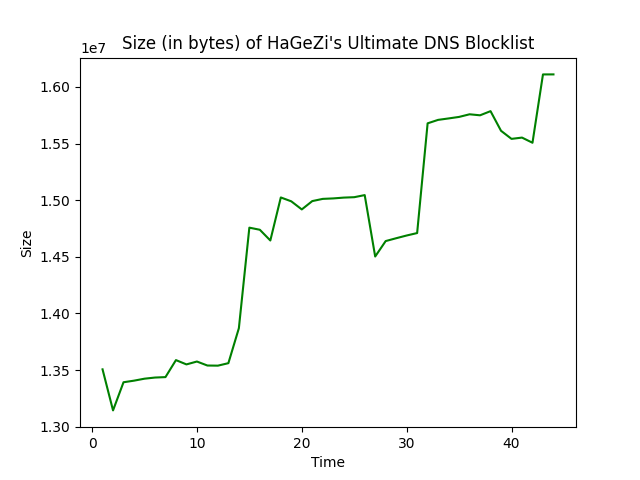 Size (in bytes) of HaGeZi's Ultimate DNS Blocklist
1e7
1.60
1.55
1.50
1.45
1.40
1.35
1.30
Size
0 10 20 30 40
Time